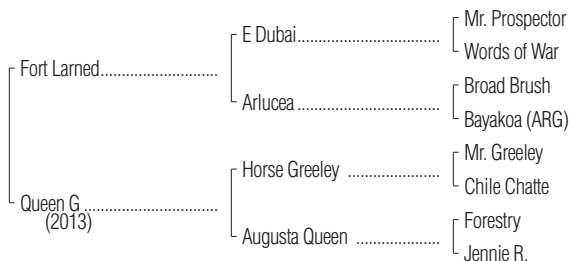 Mr. Prospector
E Dubai
Words of War
Fort Larned
Broad Brush
Arlucea
Bayakoa (ARG)
Mr. Greeley
Horse Greeley
Chile Chatte
Queen G
(2013)
Forestry
Augusta Queen
Jennie R.